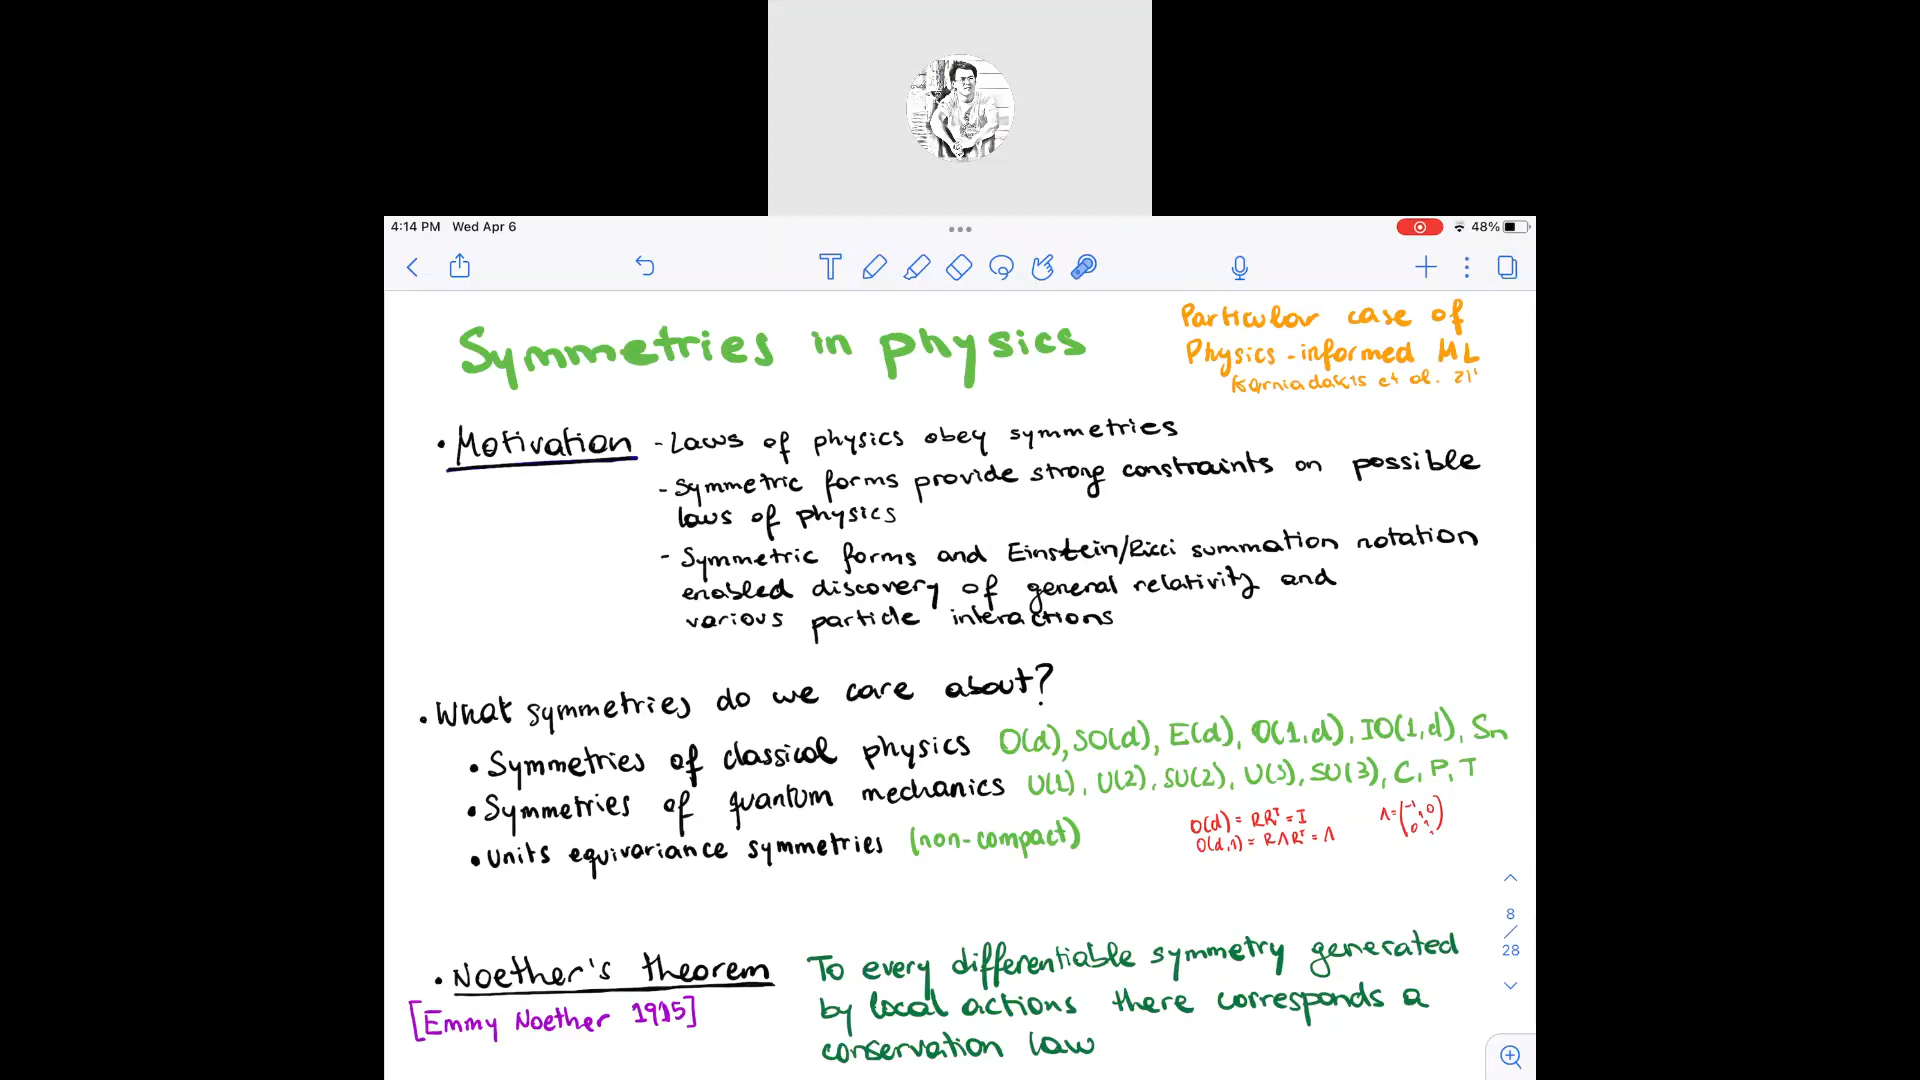 4:14 PM Wed Apr 6
48%
Symmetries in physics
Particular case of
Physics-informed ML
Karniadakis et al. 21'
• Motivation - Laws of physics obey symmetries
- Symmetric forms provide strong constraints on possible
laws of physics
- Symmetric forms and Einstein/Ricci summation notation
enabled discovery of general relativity and
various particle interactions
• What symmetries do we care about?
• Symmetries of classical physics O(d), SO(d), E(d), O(1,d), IO(1,d), Sn
• Symmetries of quantum mechanics U(1), U(2), SU(2), U(3), SU(3), C, P, T
• Units equivariance symmetries (non-compact)
O(d) = RRᵀ = I
O(d,1) = RΛRᵀ = Λ
8
/
28
• Noether's theorem
[Emmy Noether 1915]
To every differentiable symmetry generated
by local actions there corresponds a
conservation law